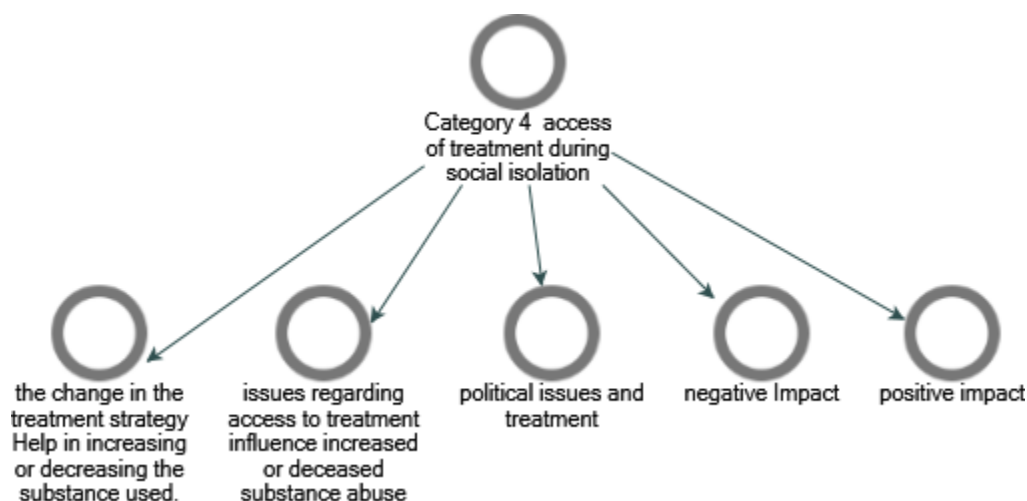 Category 4 access
of treatment during
social isolation
the change in the
treatment strategy
Help in increasing
or decreasing the
substance used.
issues regarding
access to treatment
influence increased
or deceased
substance abuse
political issues and
treatment
negative Impact
positive impact